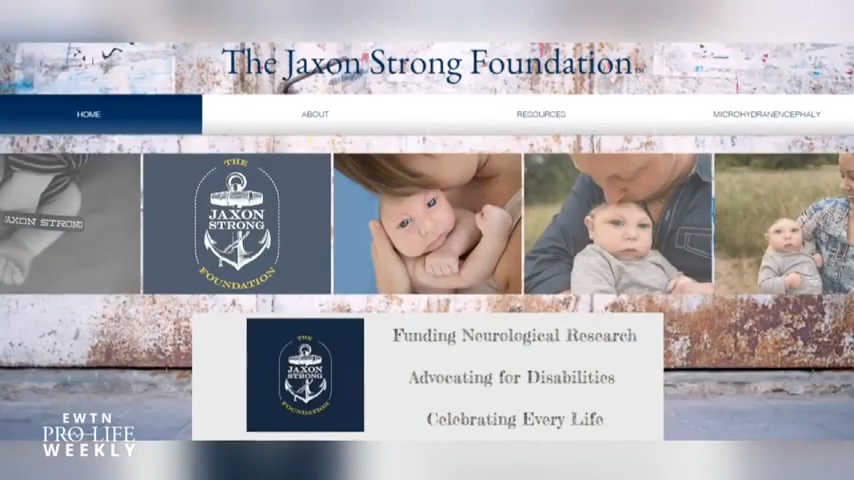 The Jaxon Strong Foundation™
HOME
ABOUT
RESOURCES
MICROHYDRANENCEPHALY
JAXON STRONG
THE
JAXON
STRONG
FOUNDATION
THE
JAXON
STRONG
FOUNDATION
Funding Neurological Research
Advocating for Disabilities
Celebrating Every Life
EWTN
PRO-LIFE
WEEKLY